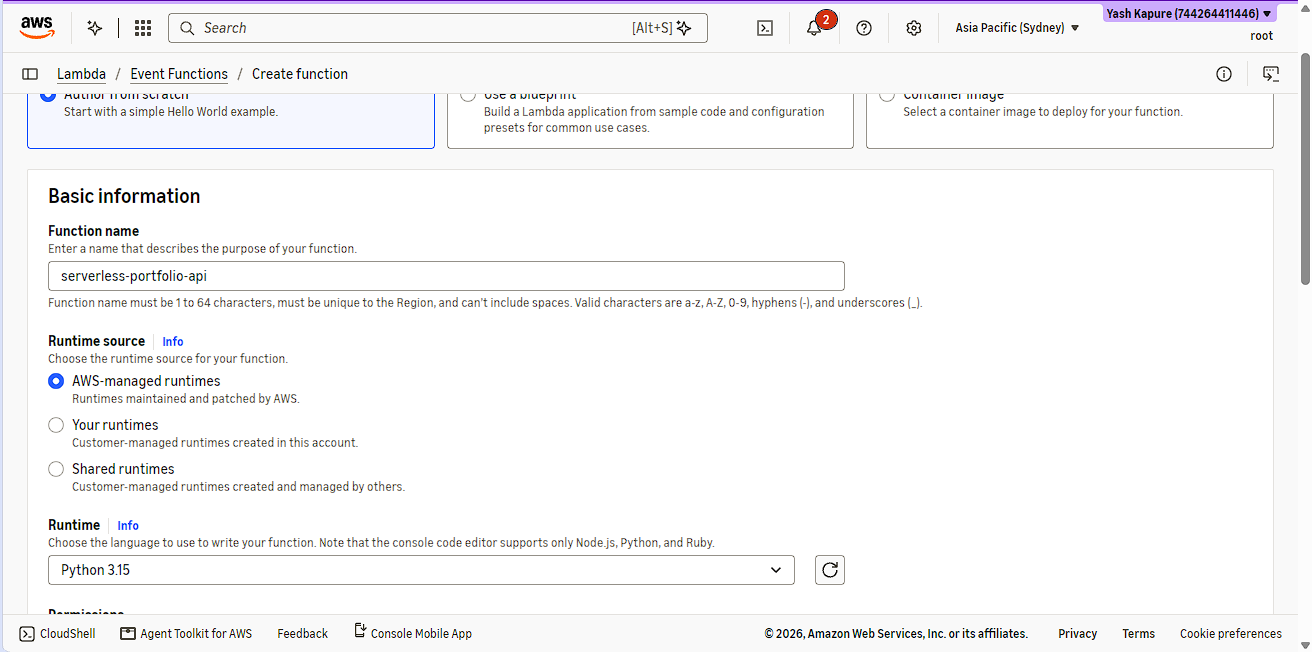 aws
Search
[Alt+S]
2
Asia Pacific (Sydney)
Yash Kapure (744264411446)
root
Lambda / Event Functions / Create function
Author from scratch
Start with a simple Hello World example.
Use a blueprint
Build a Lambda application from sample code and configuration
presets for common use cases.
Container image
Select a container image to deploy for your function.
Basic information
Function name
Enter a name that describes the purpose of your function.
serverless-portfolio-api
Function name must be 1 to 64 characters, must be unique to the Region, and can't include spaces. Valid characters are a-z, A-Z, 0-9, hyphens (-), and underscores (_).
Runtime source Info
Choose the runtime source for your function.
AWS-managed runtimes
Runtimes maintained and patched by AWS.
Your runtimes
Customer-managed runtimes created in this account.
Shared runtimes
Customer-managed runtimes created and managed by others.
Runtime Info
Choose the language to use to write your function. Note that the console code editor supports only Node.js, Python, and Ruby.
Python 3.15
Permissions
CloudShell
Agent Toolkit for AWS
Feedback
Console Mobile App
© 2026, Amazon Web Services, Inc. or its affiliates.
Privacy
Terms
Cookie preferences